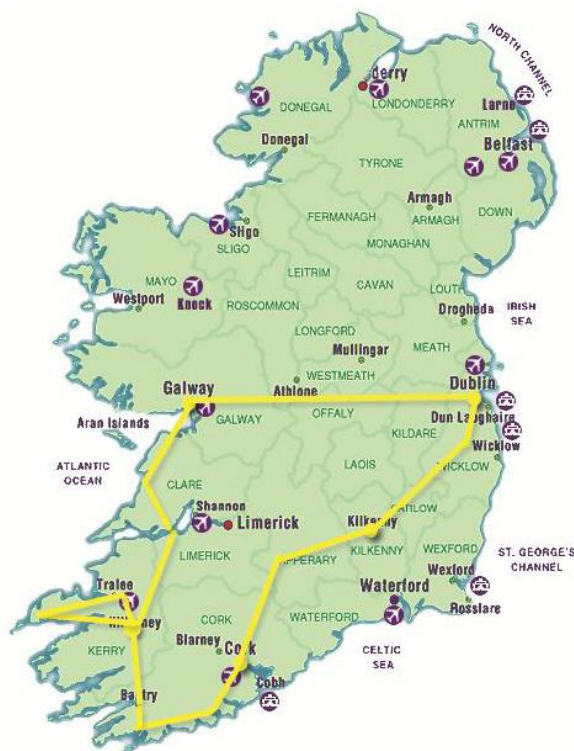 NORTH CHANNEL
derry
DONEGAL
LONDONDERRY
Larne
ANTRIM
Donegal
Belfast
TYRONE
Armagh
FERMANAGH
ARMAGH
DOWN
Sligo
SLIGO
MONAGHAN
LEITRIM
CAVAN
MAYO
Knock
LOUTH
Westport
ROSCOMMON
Drogheda
IRISH SEA
LONGFORD
Mullingar
MEATH
WESTMEATH
Athlone
Galway
Dublin
Aran Islands
GALWAY
OFFALY
Dun Laoghaire
KILDARE
Wicklow
ATLANTIC OCEAN
LAOIS
WICKLOW
CLARE
Shannon
Limerick
Kilkenny
LIMERICK
KILKENNY
WEXFORD
ST. GEORGE'S CHANNEL
Wexford
Tralee
Waterford
Rosslare
CORK
WATERFORD
Blarney
Cork
KERRY
CELTIC SEA
Cobh